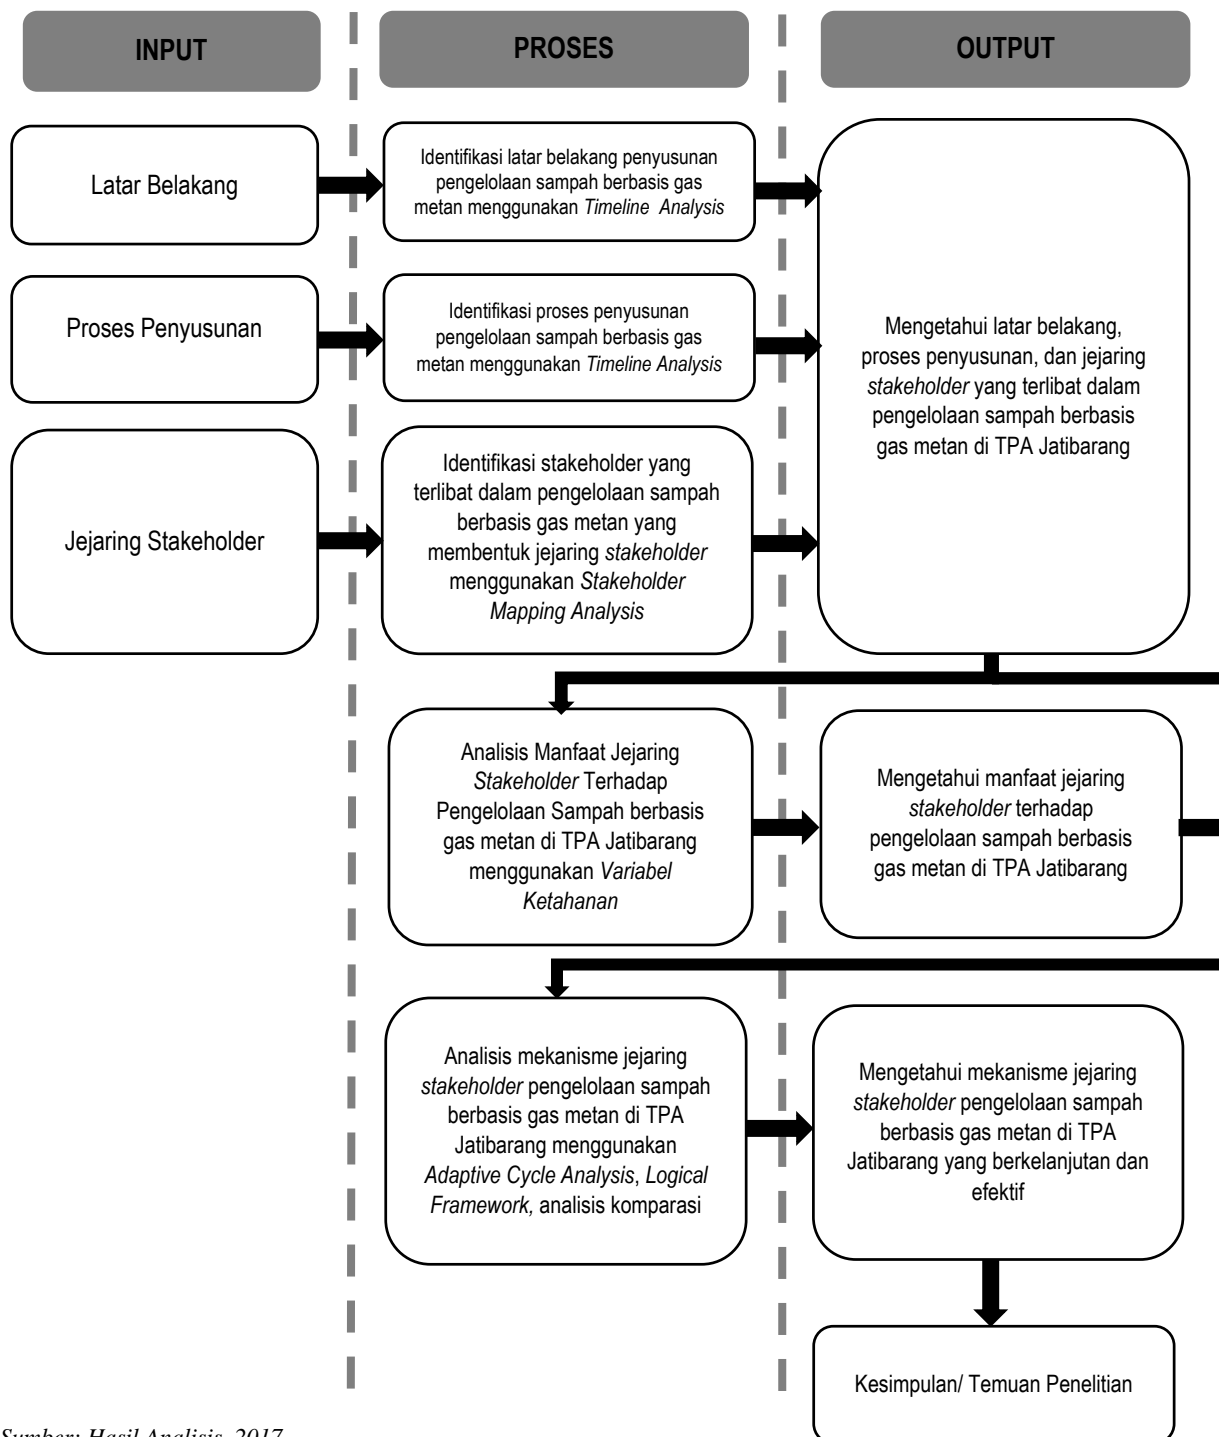 INPUT
PROSES
OUTPUT
Latar Belakang
Identifikasi latar belakang penyusunan
pengelolaan sampah berbasis gas
metan menggunakan Timeline Analysis
Proses Penyusunan
Identifikasi proses penyusunan
pengelolaan sampah berbasis gas
metan menggunakan Timeline Analysis
Jejaring Stakeholder
Identifikasi stakeholder yang
terlibat dalam pengelolaan sampah
berbasis gas metan yang
membentuk jejaring stakeholder
menggunakan Stakeholder
Mapping Analysis
Mengetahui latar belakang,
proses penyusunan, dan jejaring
stakeholder yang terlibat dalam
pengelolaan sampah berbasis
gas metan di TPA Jatibarang
Analisis Manfaat Jejaring
Stakeholder Terhadap
Pengelolaan Sampah berbasis
gas metan di TPA Jatibarang
menggunakan Variabel
Ketahanan
Mengetahui manfaat jejaring
stakeholder terhadap
pengelolaan sampah berbasis
gas metan di TPA Jatibarang
Analisis mekanisme jejaring
stakeholder pengelolaan sampah
berbasis gas metan di TPA
Jatibarang menggunakan
Adaptive Cycle Analysis, Logical
Framework, analisis komparasi
Mengetahui mekanisme jejaring
stakeholder pengelolaan sampah
berbasis gas metan di TPA
Jatibarang yang berkelanjutan dan
efektif
Kesimpulan/ Temuan Penelitian
Sumber: Hasil Analisis, 2017